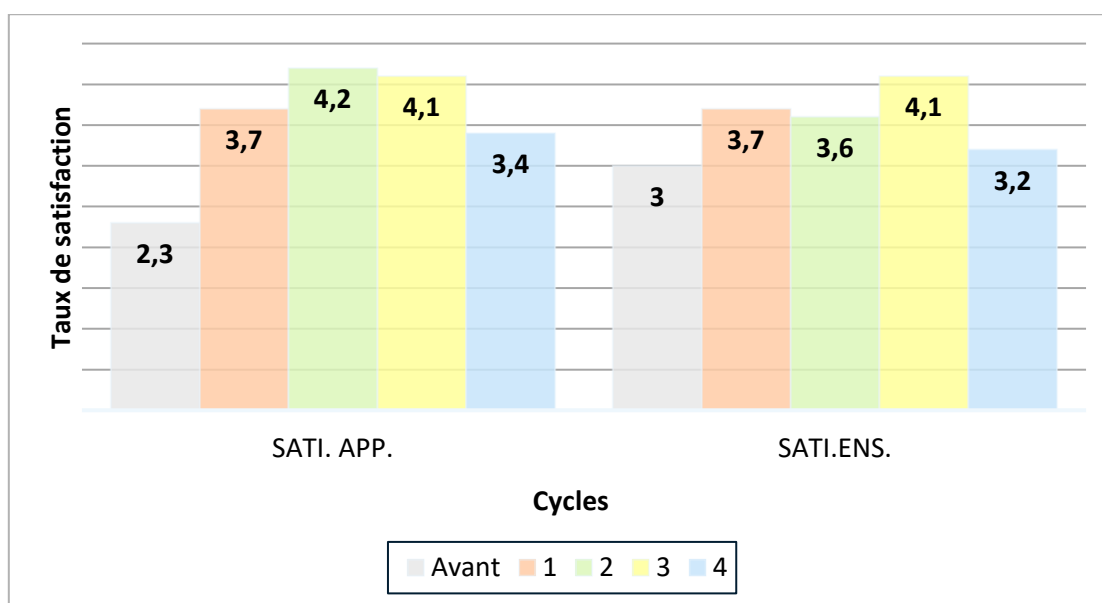 Taux de satisfaction
2,3
3,7
4,2
4,1
3,4
3
3,7
3,6
4,1
3,2
SATI. APP.
SATI.ENS.
Cycles
Avant 1 2 3 4